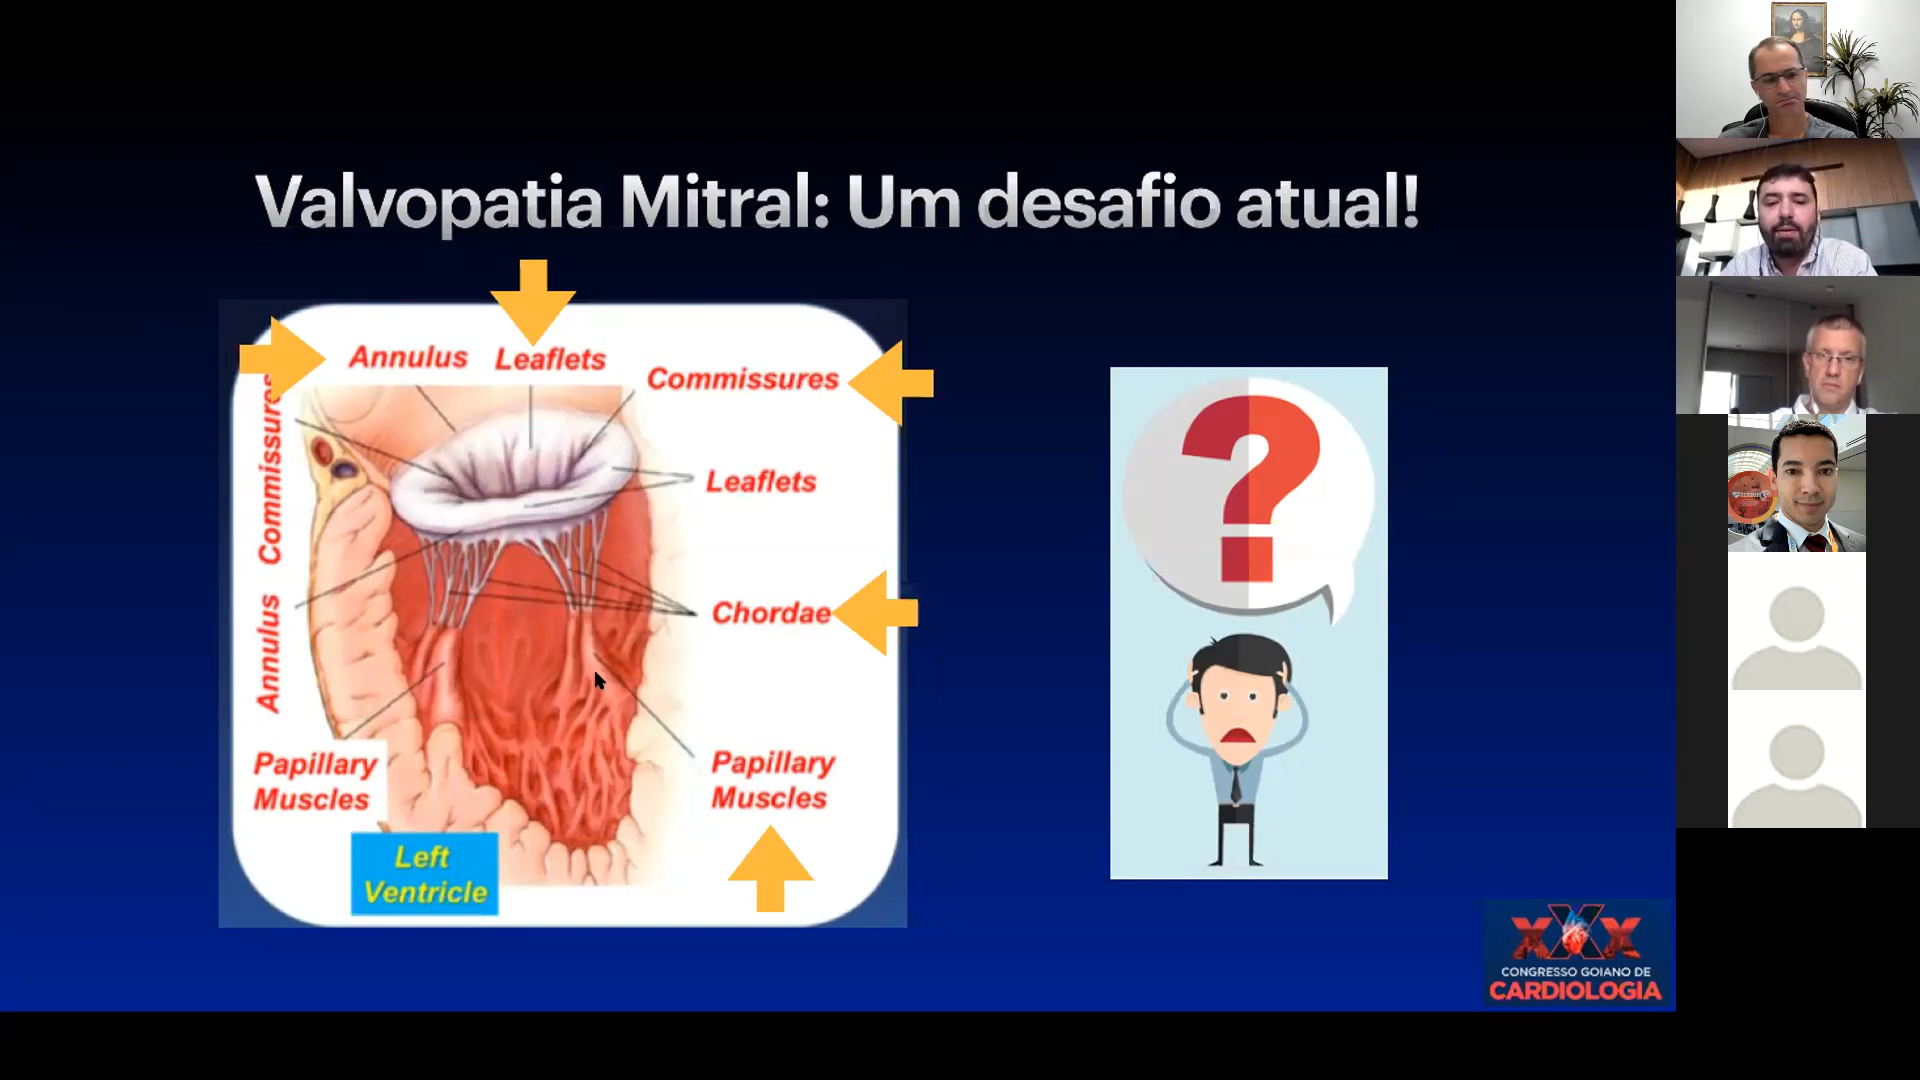 Valvopatia Mitral: Um desafio atual!
Annulus
Leaflets
Commissures
Commissures
Leaflets
Annulus
Chordae
Papillary
Muscles
Papillary
Muscles
Left
Ventricle
?
XXX
CONGRESSO GOIANO DE
CARDIOLOGIA